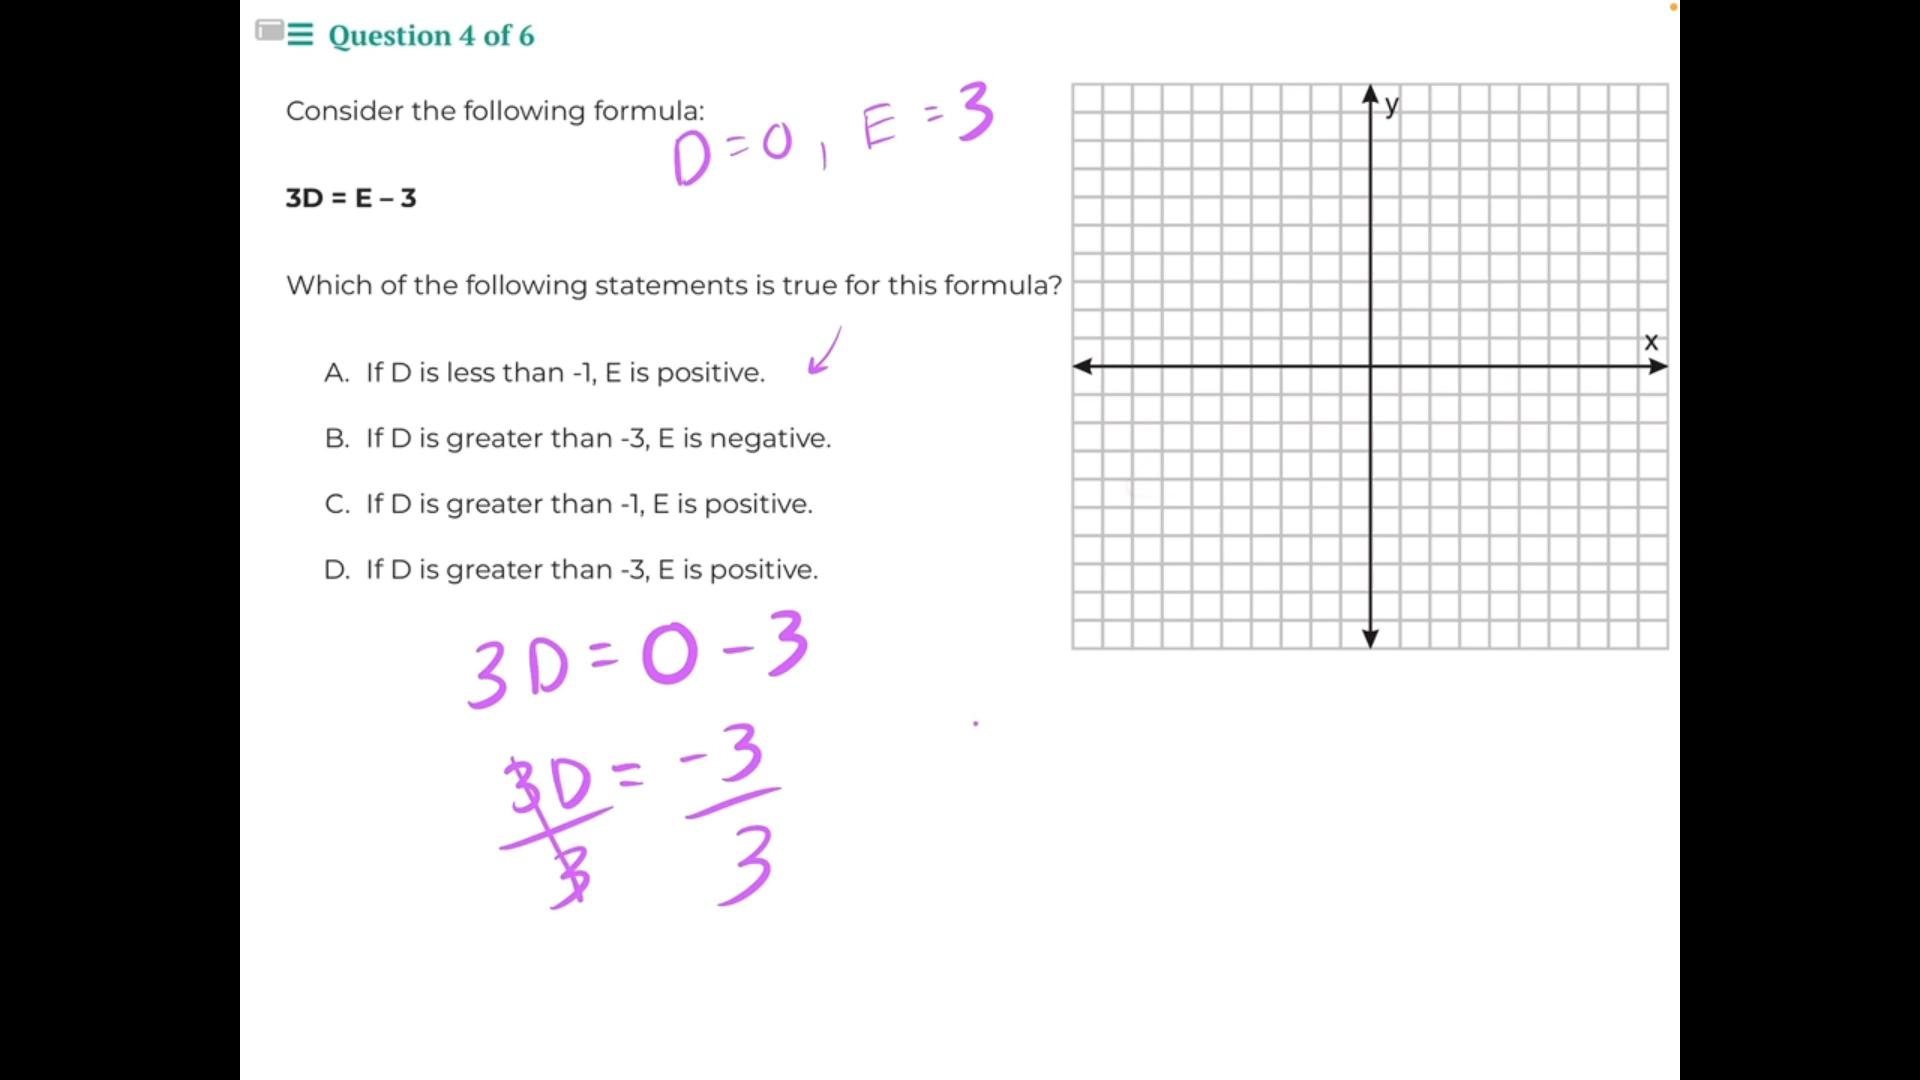 Question 4 of 6
Consider the following formula:
D = 0 , E = 3
3D = E – 3
Which of the following statements is true for this formula?
A. If D is less than -1, E is positive.
B. If D is greater than -3, E is negative.
C. If D is greater than -1, E is positive.
D. If D is greater than -3, E is positive.
3D = 0 - 3
3D = -3
3 3
y
x